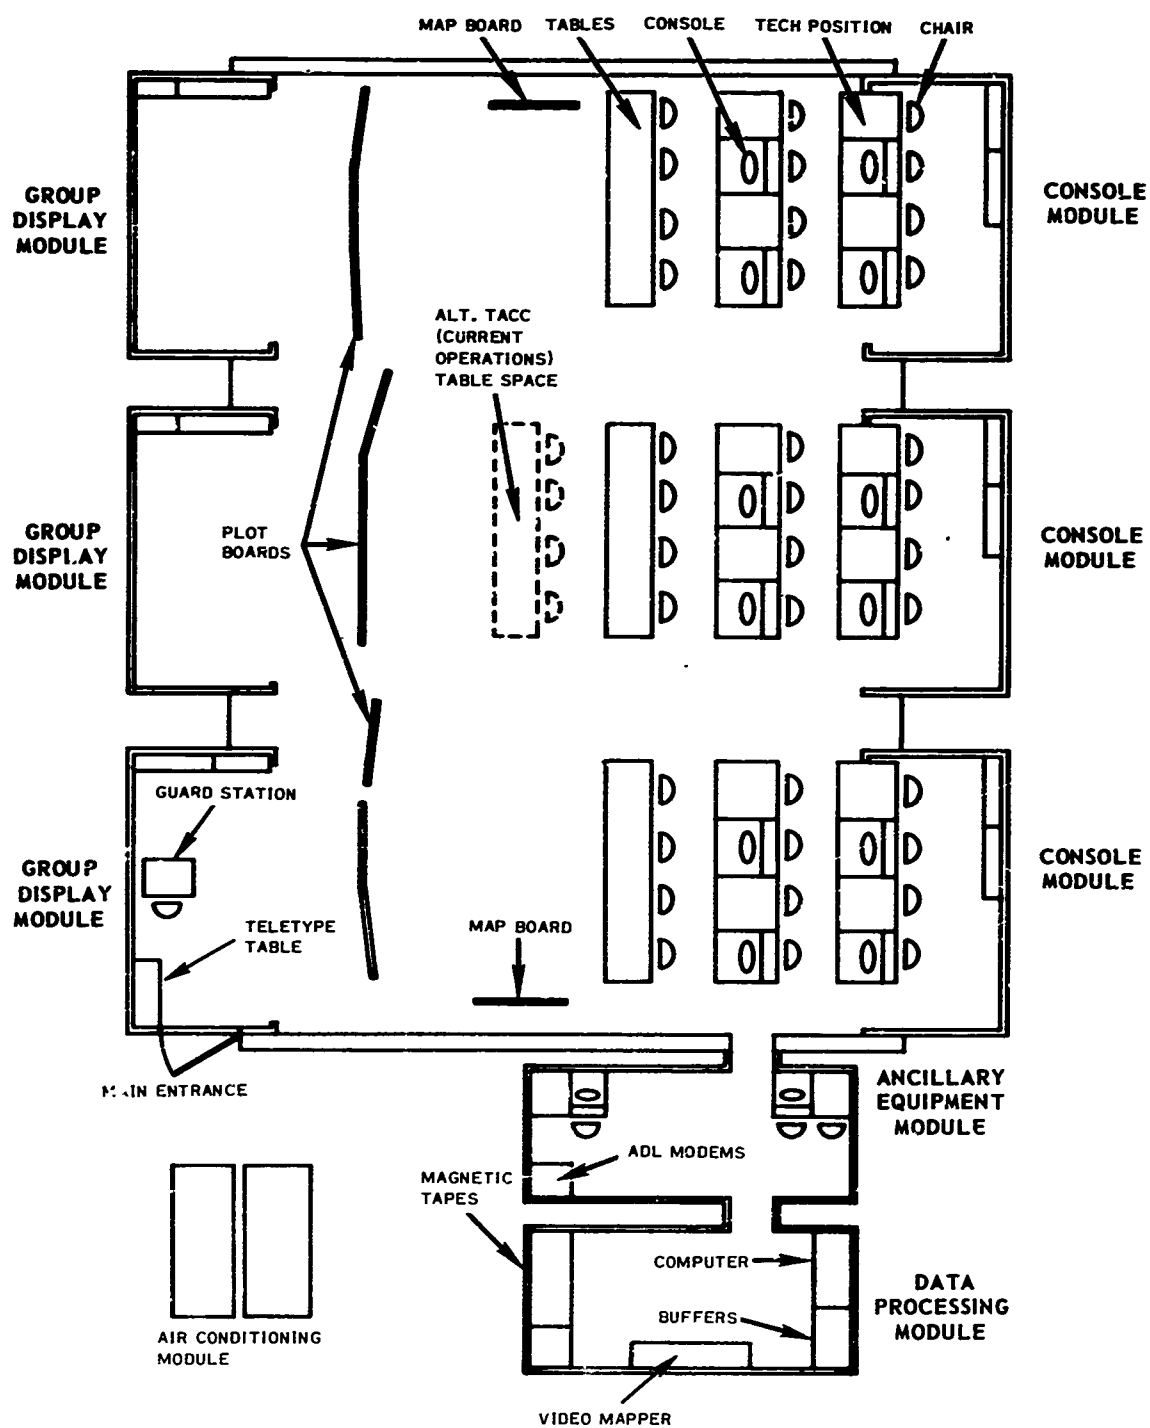 MAP BOARD TABLES CONSOLE TECH POSITION CHAIR
GROUP
DISPLAY
MODULE
CONSOLE
MODULE
ALT. TACC
(CURRENT
OPERATIONS)
TABLE SPACE
GROUP
DISPLAY
MODULE
PLOT
BOARDS
CONSOLE
MODULE
GUARD STATION
GROUP
DISPLAY
MODULE
CONSOLE
MODULE
TELETYPE
TABLE
MAP BOARD
MAIN ENTRANCE
ANCILLARY
EQUIPMENT
MODULE
ADL MODEMS
MAGNETIC
TAPES
COMPUTER
DATA
PROCESSING
MODULE
BUFFERS
AIR CONDITIONING
MODULE
VIDEO MAPPER